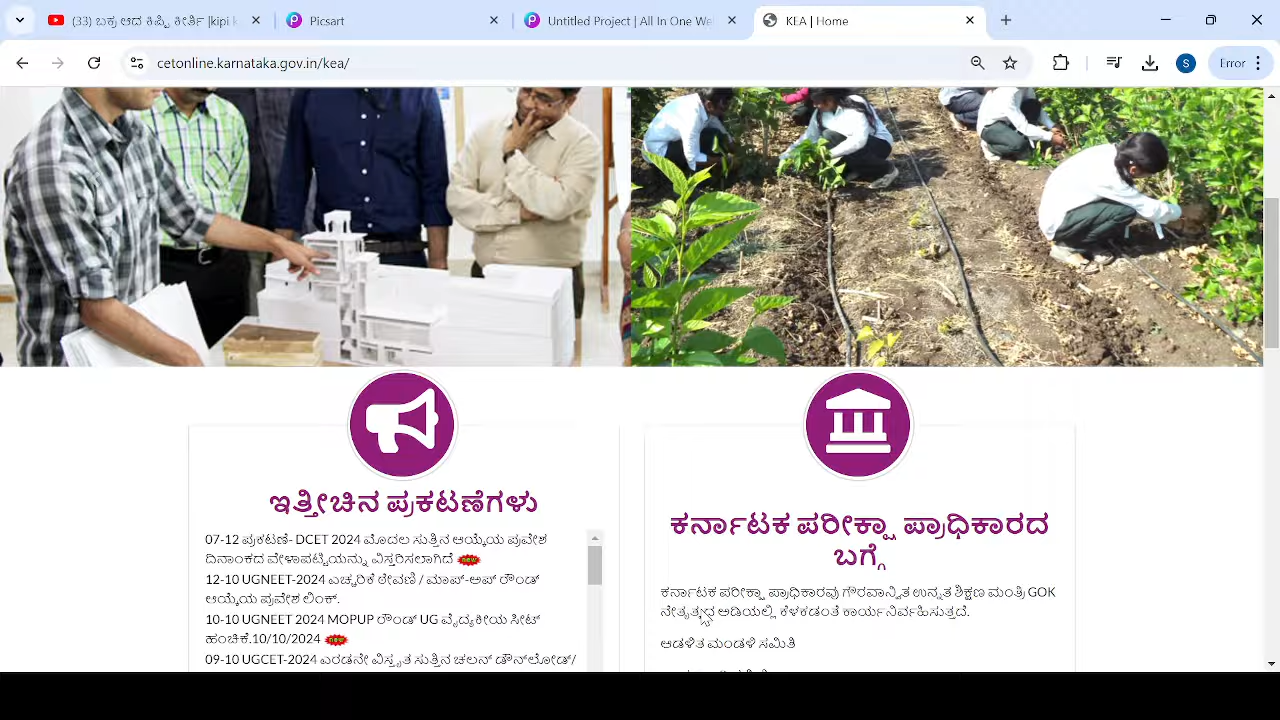 (33) ಬಕ್ರ ಆದ ಕಿಪ್ಪಿ ಕೀರ್ತಿ |kipi k
Picsart
Untitled Project | All In One We
KEA | Home
cetonline.karnataka.gov.in/kea/
S
Error
ಇತ್ತೀಚಿನ ಪ್ರಕಟಣೆಗಳು
07-12 ಪ್ರಕಟಣೆ- DCET 2024 ಮೊದಲ ಸುತ್ತಿನ ಆಯ್ಕೆಯ ಪ್ರವೇಶ
ದಿನಾಂಕದ ವೇಳಾಪಟ್ಟಿಯನ್ನು ವಿಸ್ತರಿಸಲಾಗಿದೆ
12-10 UGNEET-2024 ಎಚ್ಚರಿಕೆ ಠೇವಣಿ / ಮಾಪ್-ಅಪ್ ರೌಂಡ್
ಆಯ್ಕೆಯ ಪ್ರವೇಶ ಲಿಂಕ್.
10-10 UGNEET 2024 MOPUP ರೌಂಡ್ UG ವೈದ್ಯಕೀಯ ಸೀಟ್
ಹಂಚಿಕೆ.10/10/2024
09-10 UGCET-2024 ಎರಡನೇ ವಿಸ್ತೃತ ಸುತ್ತಿನ ಚಲನ್ ಡೌನ್‌ಲೋಡ್/
ಕರ್ನಾಟಕ ಪರೀಕ್ಷಾ ಪ್ರಾಧಿಕಾರದ
ಬಗ್ಗೆ
ಕರ್ನಾಟಕ ಪರೀಕ್ಷಾ ಪ್ರಾಧಿಕಾರವು ಗೌರವಾನ್ವಿತ ಉನ್ನತ ಶಿಕ್ಷಣ ಮಂತ್ರಿ GOK
ನೇತೃತ್ವದ ಅಡಿಯಲ್ಲಿ ಕೆಳಕಂಡಂತೆ ಕಾರ್ಯನಿರ್ವಹಿಸುತ್ತದೆ.
ಆಡಳಿತ ಮಂಡಳಿ ಸಮಿತಿ